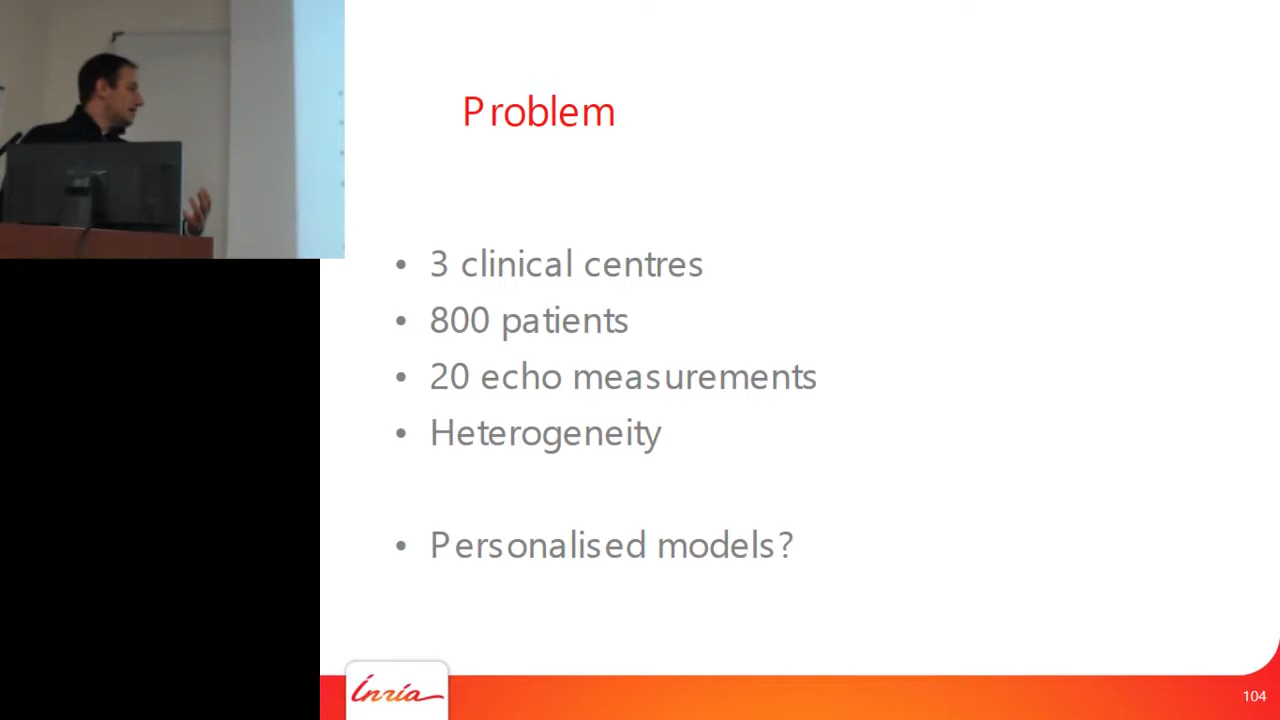 Problem
• 3 clinical centres
• 800 patients
• 20 echo measurements
• Heterogeneity
• Personalised models?
Inria
104